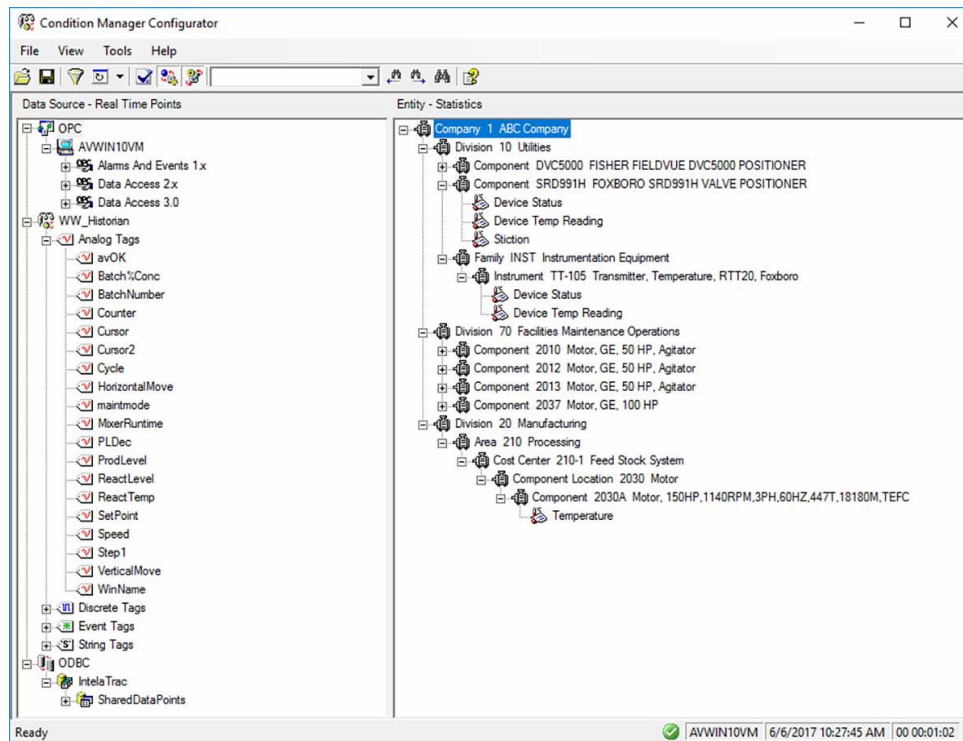 Condition Manager Configurator
File View Tools Help
Data Source - Real Time Points
OPC
AVWIN10VM
Alarms And Events 1.x
Data Access 2.x
Data Access 3.0
WW_Historian
Analog Tags
avOK
Batch%Conc
BatchNumber
Counter
Cursor
Cursor2
Cycle
HorizontalMove
maintmode
MixerRuntime
PLDec
ProdLevel
ReactLevel
ReactTemp
SetPoint
Speed
Step1
VerticalMove
WinName
Discrete Tags
Event Tags
String Tags
ODBC
IntelaTrac
SharedDataPoints
Entity - Statistics
Company 1 ABC Company
Division 10 Utilities
Component DVC5000 FISHER FIELDVUE DVC5000 POSITIONER
Component SRD991H FOXBORO SRD991H VALVE POSITIONER
Device Status
Device Temp Reading
Stiction
Family INST Instrumentation Equipment
Instrument TT-105 Transmitter, Temperature, RTT20, Foxboro
Device Status
Device Temp Reading
Division 70 Facilities Maintenance Operations
Component 2010 Motor, GE, 50 HP, Agitator
Component 2012 Motor, GE, 50 HP, Agitator
Component 2013 Motor, GE, 50 HP, Agitator
Component 2037 Motor, GE, 100 HP
Division 20 Manufacturing
Area 210 Processing
Cost Center 210-1 Feed Stock System
Component Location 2030 Motor
Component 2030A Motor, 150HP,1140RPM,3PH,60HZ,447T,18180M,TEFC
Temperature
Ready
AVWIN10VM 6/6/2017 10:27:45 AM 00 00:01:02